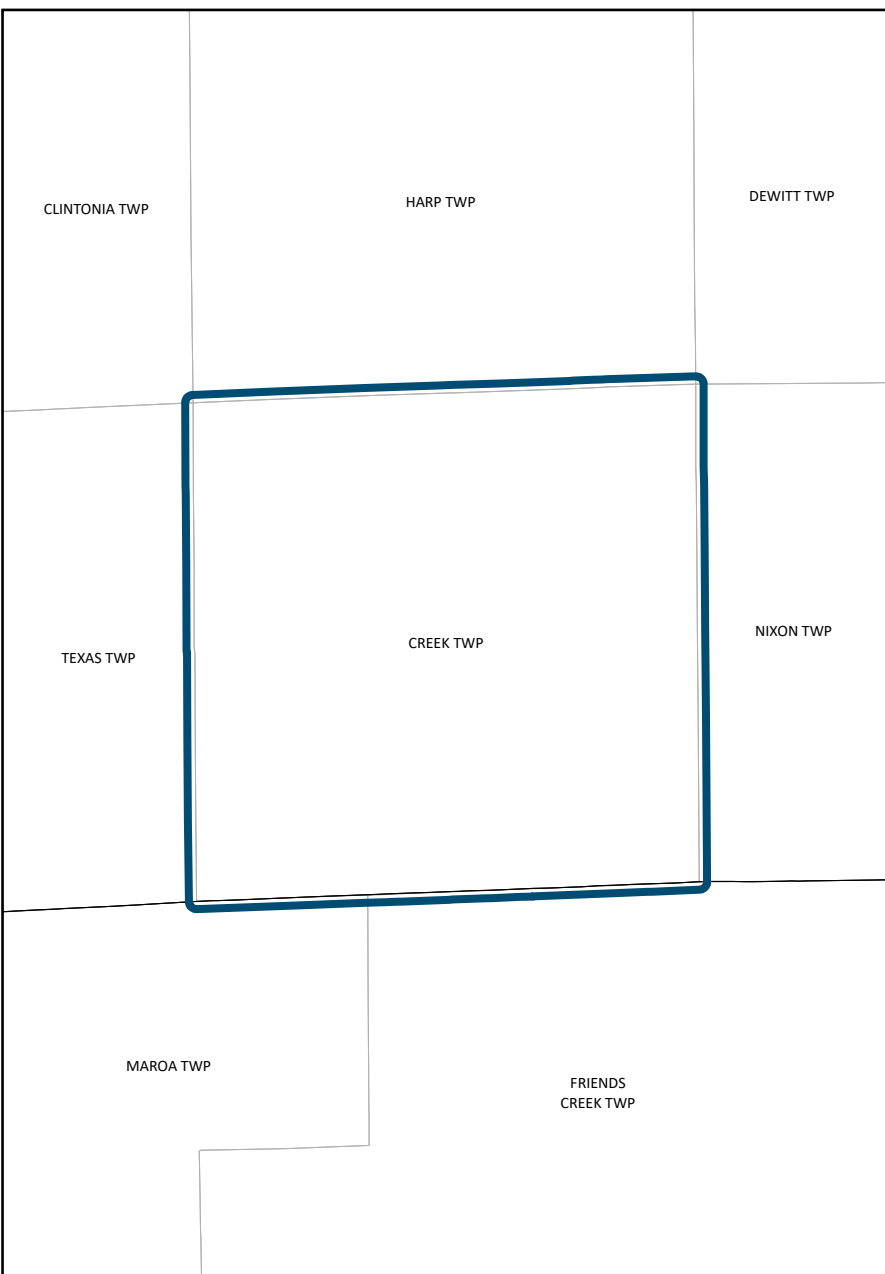 CLINTONIA TWP
HARP TWP
DEWITT TWP
TEXAS TWP
CREEK TWP
NIXON TWP
MAROA TWP
FRIENDS
CREEK TWP